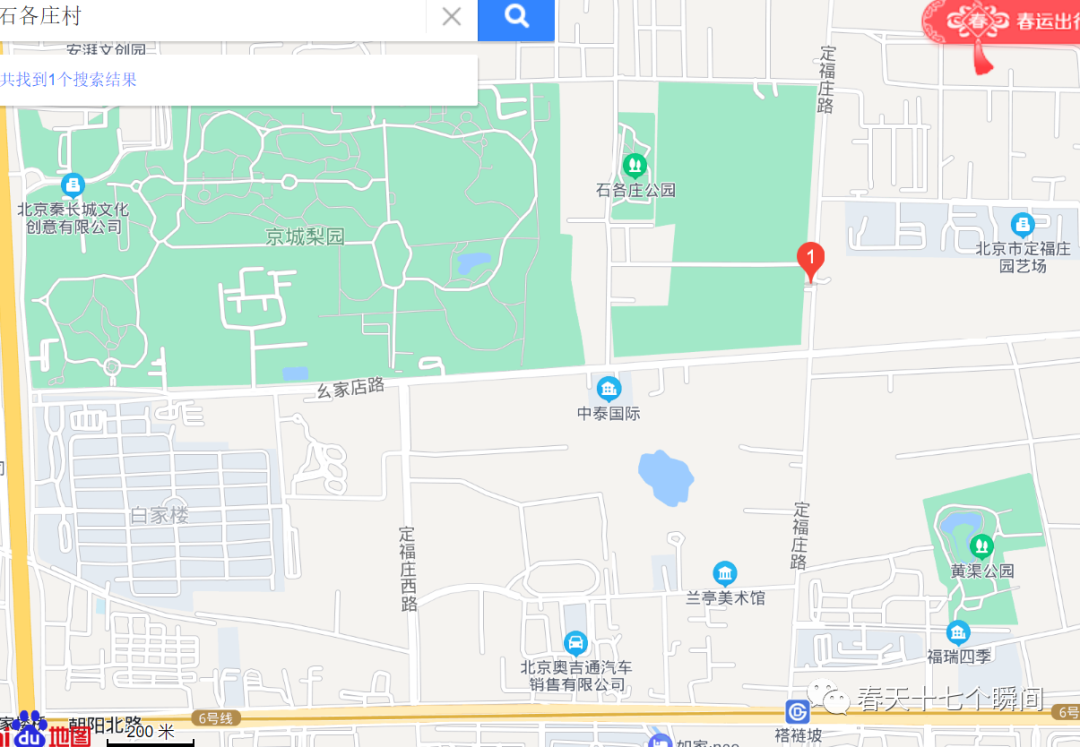 石各庄村
春
春运出行
安湃文创园
共找到1个搜索结果
定福庄路
石各庄公园
北京秦长城文化
创意有限公司
京城梨园
1
北京市定福庄
园艺场
幺家店路
中泰国际
白家楼
定福庄西路
定福庄路
黄渠公园
兰亭美术馆
福瑞四季
北京奥吉通汽车
销售有限公司
春天十七个瞬间
6号线
朝阳北路
200 米
du 地图
褡裢坡
6号